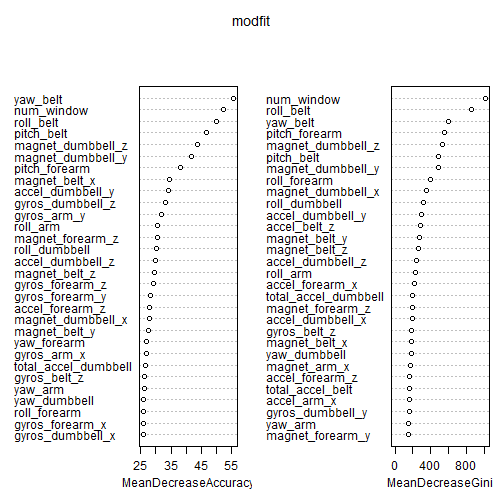 modfit
yaw_belt
num_window
roll_belt
pitch_belt
magnet_dumbbell_z
magnet_dumbbell_y
pitch_forearm
magnet_belt_x
accel_dumbbell_y
gyros_dumbbell_z
gyros_arm_y
roll_arm
magnet_forearm_z
roll_dumbbell
accel_dumbbell_z
magnet_belt_z
gyros_forearm_z
gyros_forearm_y
accel_forearm_z
magnet_dumbbell_x
magnet_belt_y
yaw_forearm
gyros_arm_x
total_accel_dumbbell
gyros_belt_z
yaw_arm
yaw_dumbbell
roll_forearm
gyros_forearm_x
gyros_dumbbell_x
25 35 45 55
MeanDecreaseAccuracy
num_window
roll_belt
yaw_belt
pitch_forearm
magnet_dumbbell_z
pitch_belt
magnet_dumbbell_y
roll_forearm
magnet_dumbbell_x
roll_dumbbell
accel_dumbbell_y
accel_belt_z
magnet_belt_y
magnet_belt_z
accel_dumbbell_z
roll_arm
accel_forearm_x
total_accel_dumbbell
magnet_forearm_z
accel_dumbbell_x
gyros_belt_z
magnet_belt_x
yaw_dumbbell
magnet_arm_x
accel_forearm_z
total_accel_belt
accel_arm_x
gyros_dumbbell_y
yaw_arm
magnet_forearm_y
0 400 800
MeanDecreaseGini